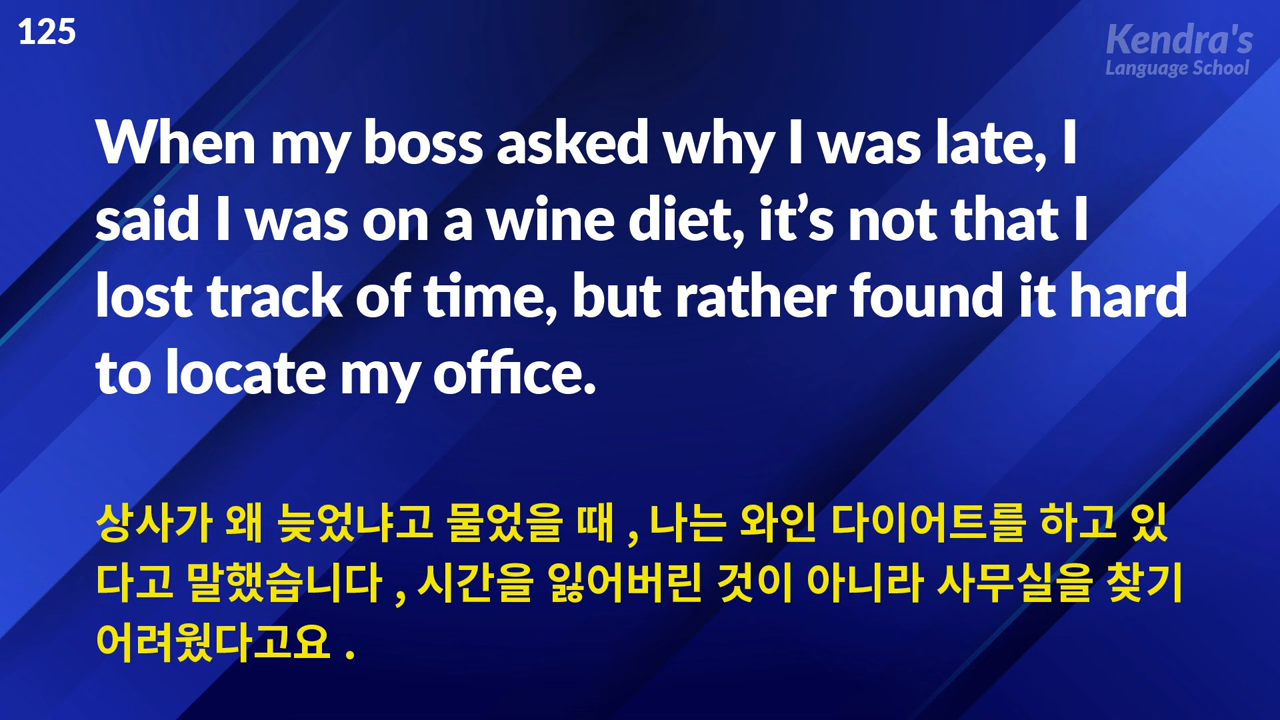 125
Kendra's
Language School
When my boss asked why I was late, I
said I was on a wine diet, it’s not that I
lost track of time, but rather found it hard
to locate my office.
상사가 왜 늦었냐고 물었을 때 , 나는 와인 다이어트를 하고 있
다고 말했습니다 , 시간을 잃어버린 것이 아니라 사무실을 찾기
어려웠다고요 .